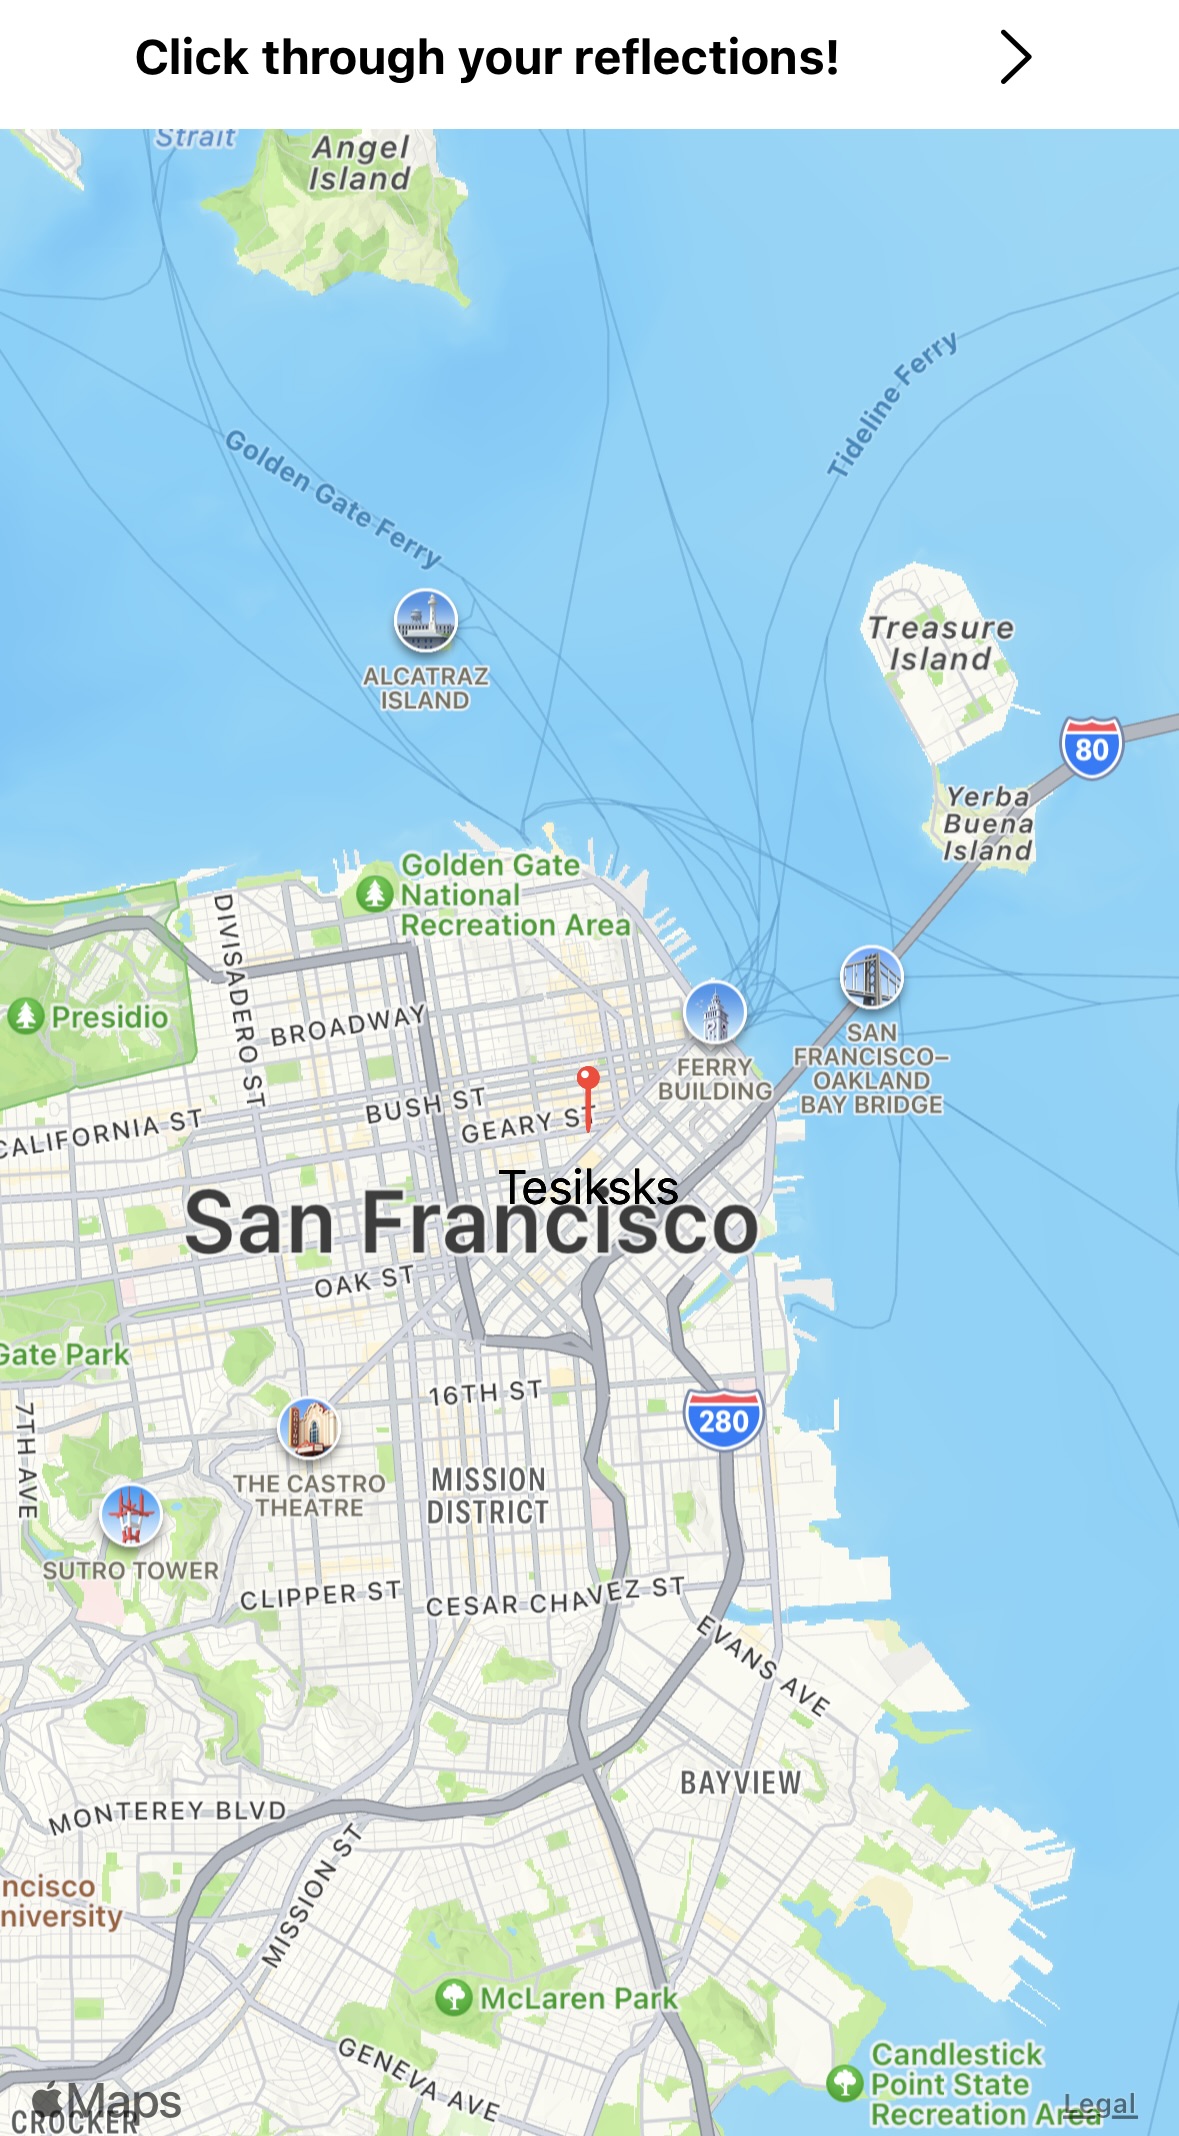 Click through your reflections!
Strait
Angel
Island
Tideline Ferry
Golden Gate Ferry
Treasure
Island
ALCATRAZ
ISLAND
80
Yerba
Buena
Island
Golden Gate
National
Recreation Area
DIVISADERO ST
Presidio
BROADWAY
SAN
FRANCISCO–
OAKLAND
BAY BRIDGE
FERRY
BUILDING
BUSH ST
CALIFORNIA ST
GEARY ST
Tesiksks
San Francisco
OAK ST
Gate Park
16TH ST
7TH AVE
280
THE CASTRO
THEATRE
MISSION
DISTRICT
SUTRO TOWER
CLIPPER ST
CESAR CHAVEZ ST
EVANS AVE
BAYVIEW
MONTEREY BLVD
MISSION ST
ncisco
niversity
McLaren Park
GENEVA AVE
Candlestick
Point State
Recreation Area
Maps
Legal
CROCKER